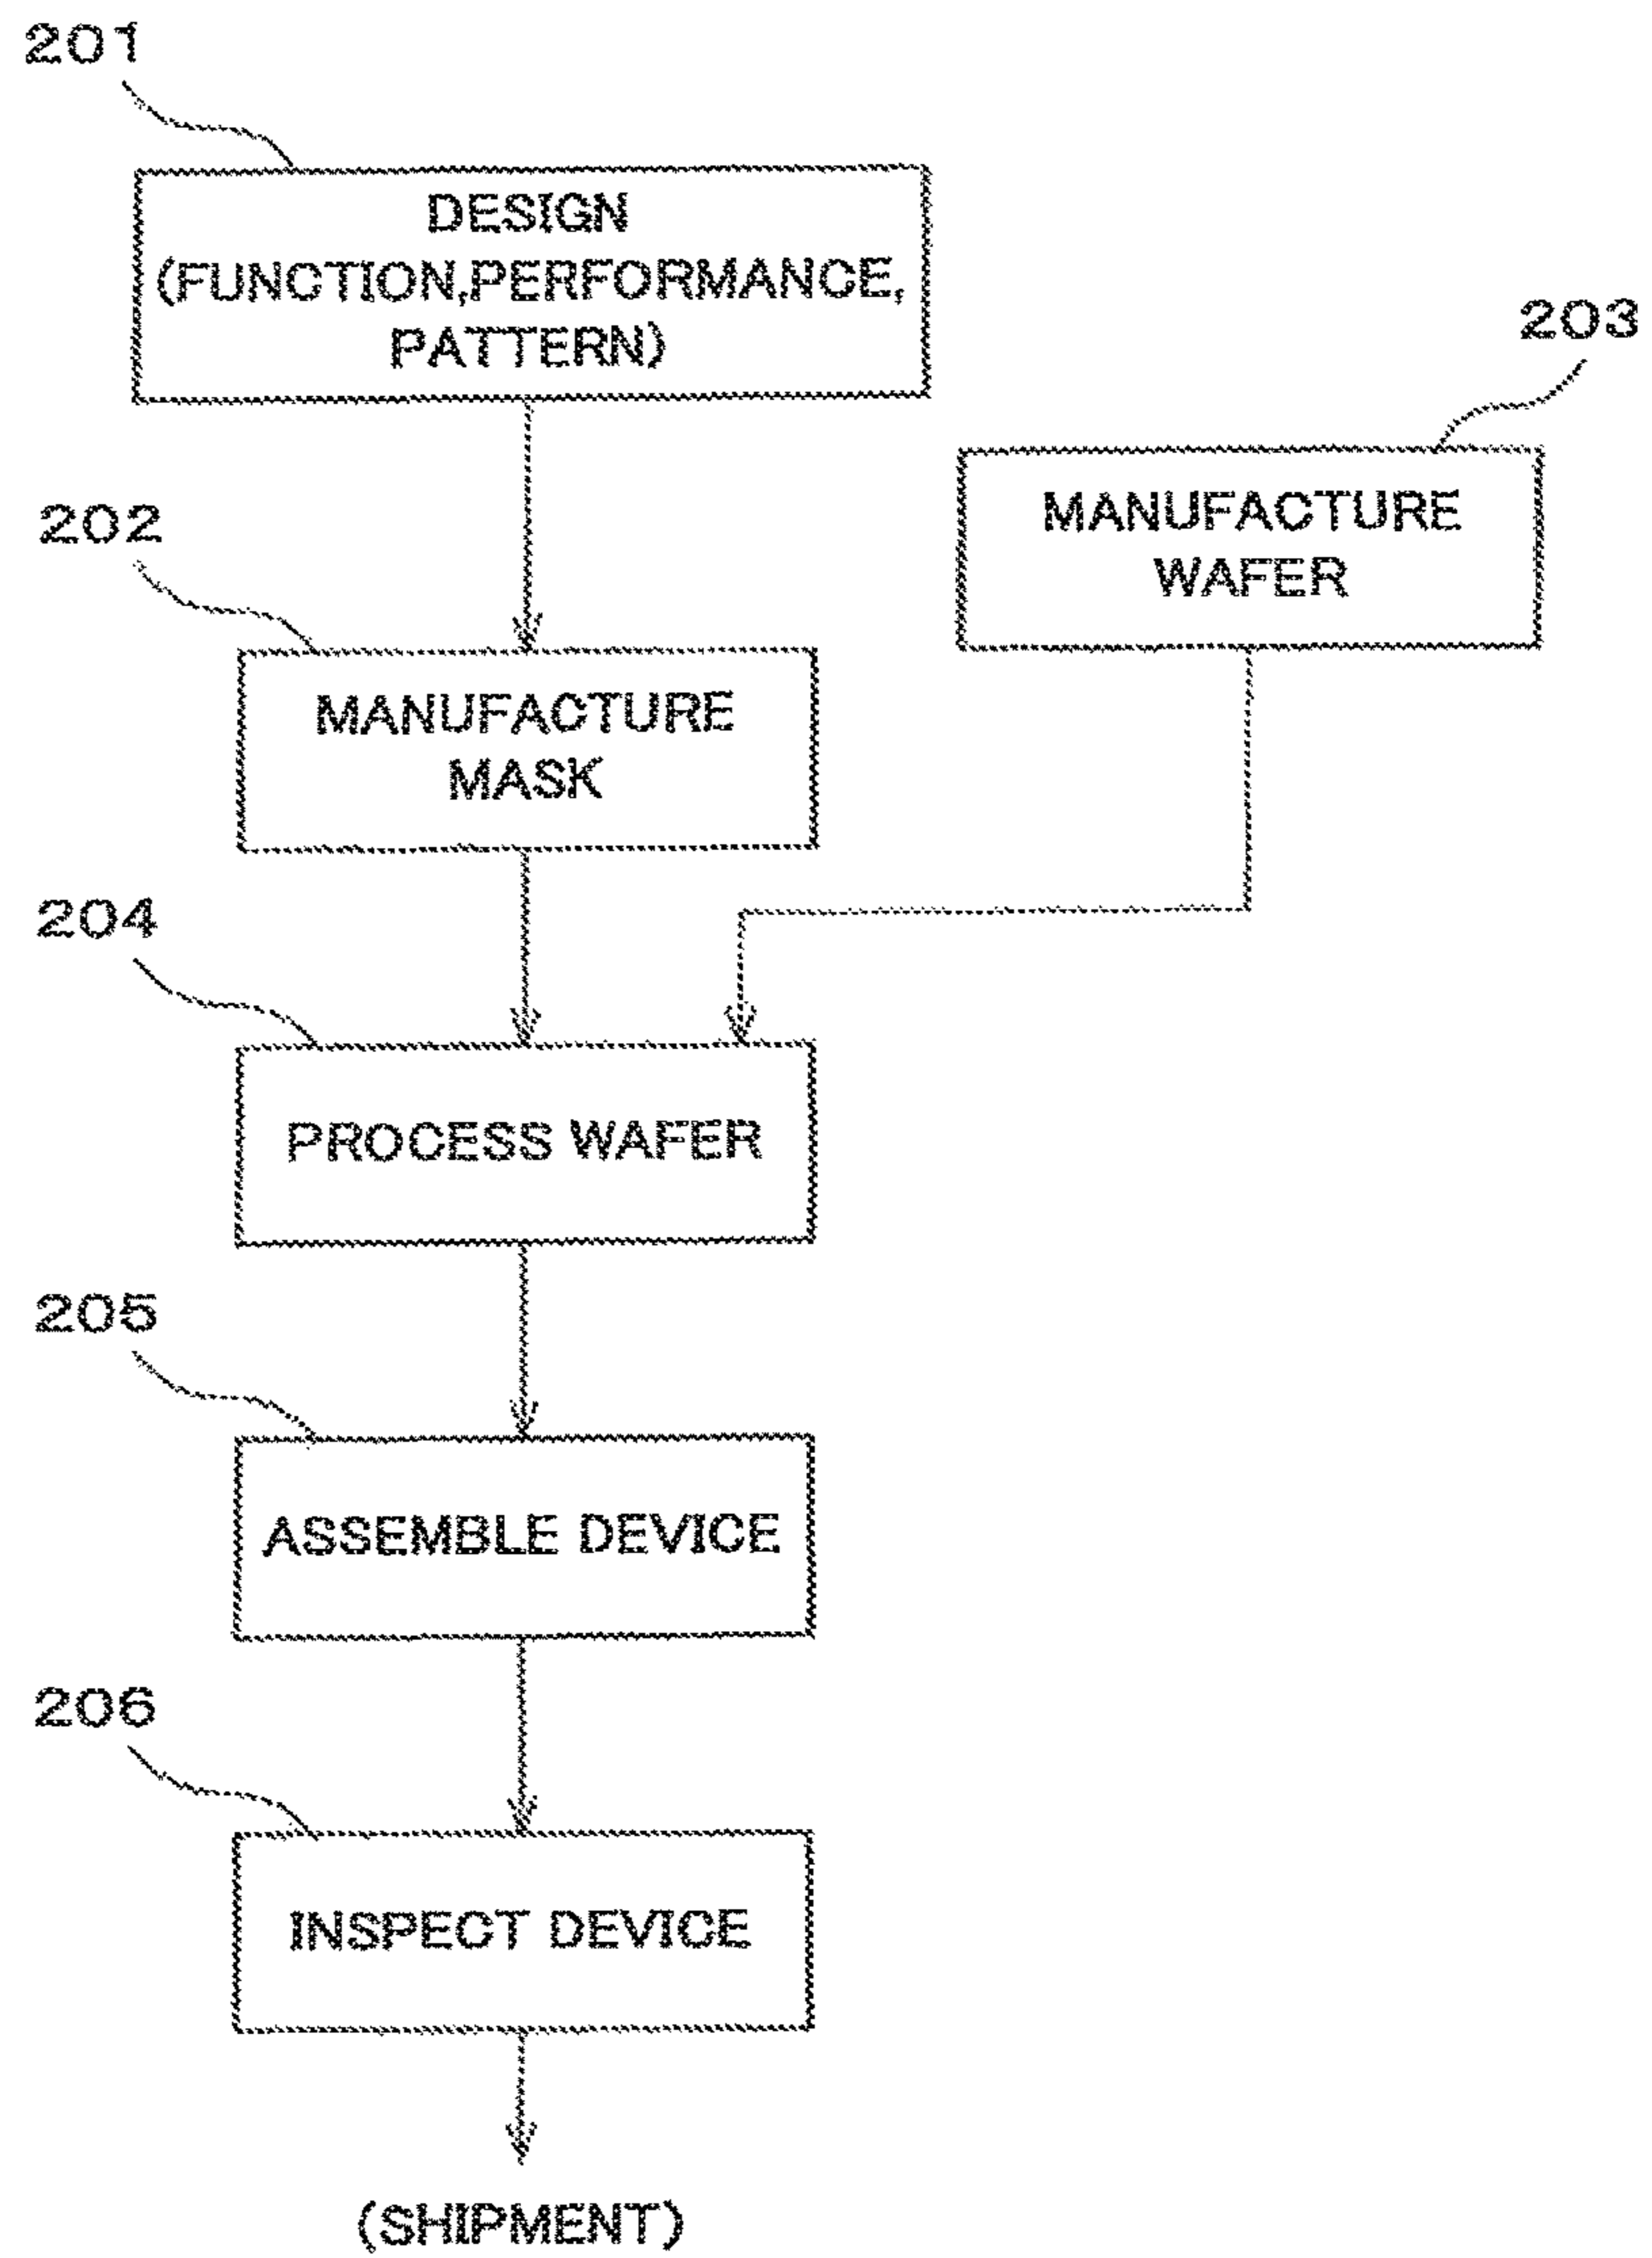 201
DESIGN
(FUNCTION,PERFORMANCE,
PATTERN)
203
MANUFACTURE
WAFER
202
MANUFACTURE
MASK
204
PROCESS WAFER
205
ASSEMBLE DEVICE
206
INSPECT DEVICE
(SHIPMENT)